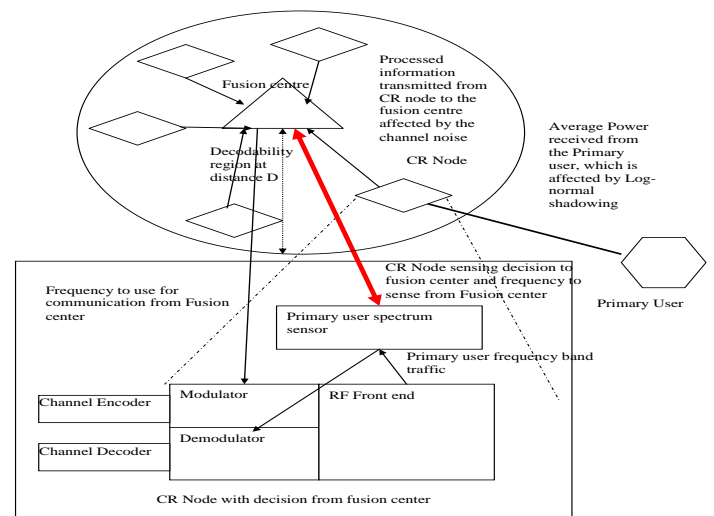 Processed
information
transmitted from
CR node to the
fusion centre
affected by the
channel noise
Fusion centre
Average Power
received from
the Primary
user, which is
affected by Log-
normal
shadowing
Decodability
region at
distance D
CR Node
CR Node sensing decision to
fusion center and frequency to
sense from Fusion center
Primary User
Frequency to use for
communication from Fusion
center
Primary user spectrum
sensor
Primary user frequency band
traffic
Channel Encoder
Modulator
RF Front end
Channel Decoder
Demodulator
CR Node with decision from fusion center